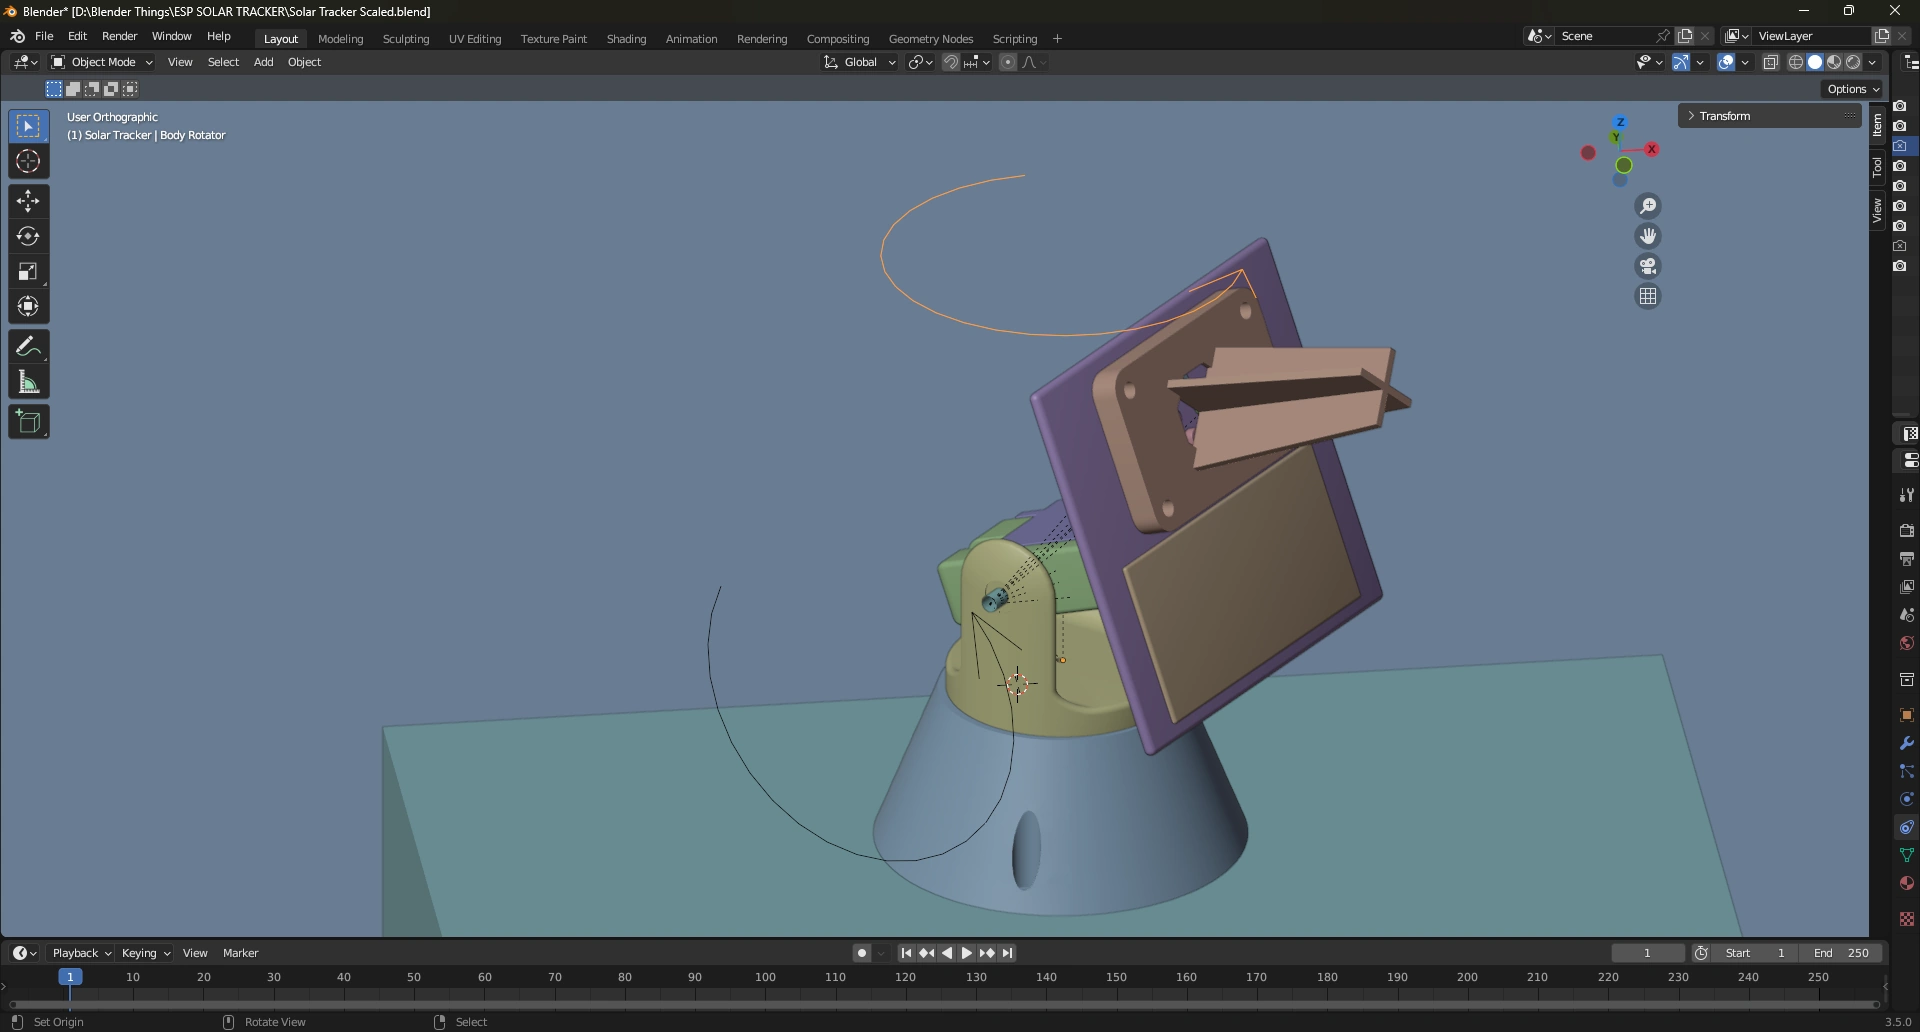 Blender* [D:\Blender Things\ESP SOLAR TRACKER\Solar Tracker Scaled.blend]
File Edit Render Window Help Layout Modeling Sculpting UV Editing Texture Paint Shading Animation Rendering Compositing Geometry Nodes Scripting + Scene ViewLayer
Object Mode View Select Add Object Global
Options
User Orthographic
(1) Solar Tracker | Body Rotator
Transform
Item
Tool
View
Z
Y
X
Playback Keying View Marker 1 Start 1 End 250
1 10 20 30 40 50 60 70 80 90 100 110 120 130 140 150 160 170 180 190 200 210 220 230 240 250
Set Origin Rotate View Select 3.5.0